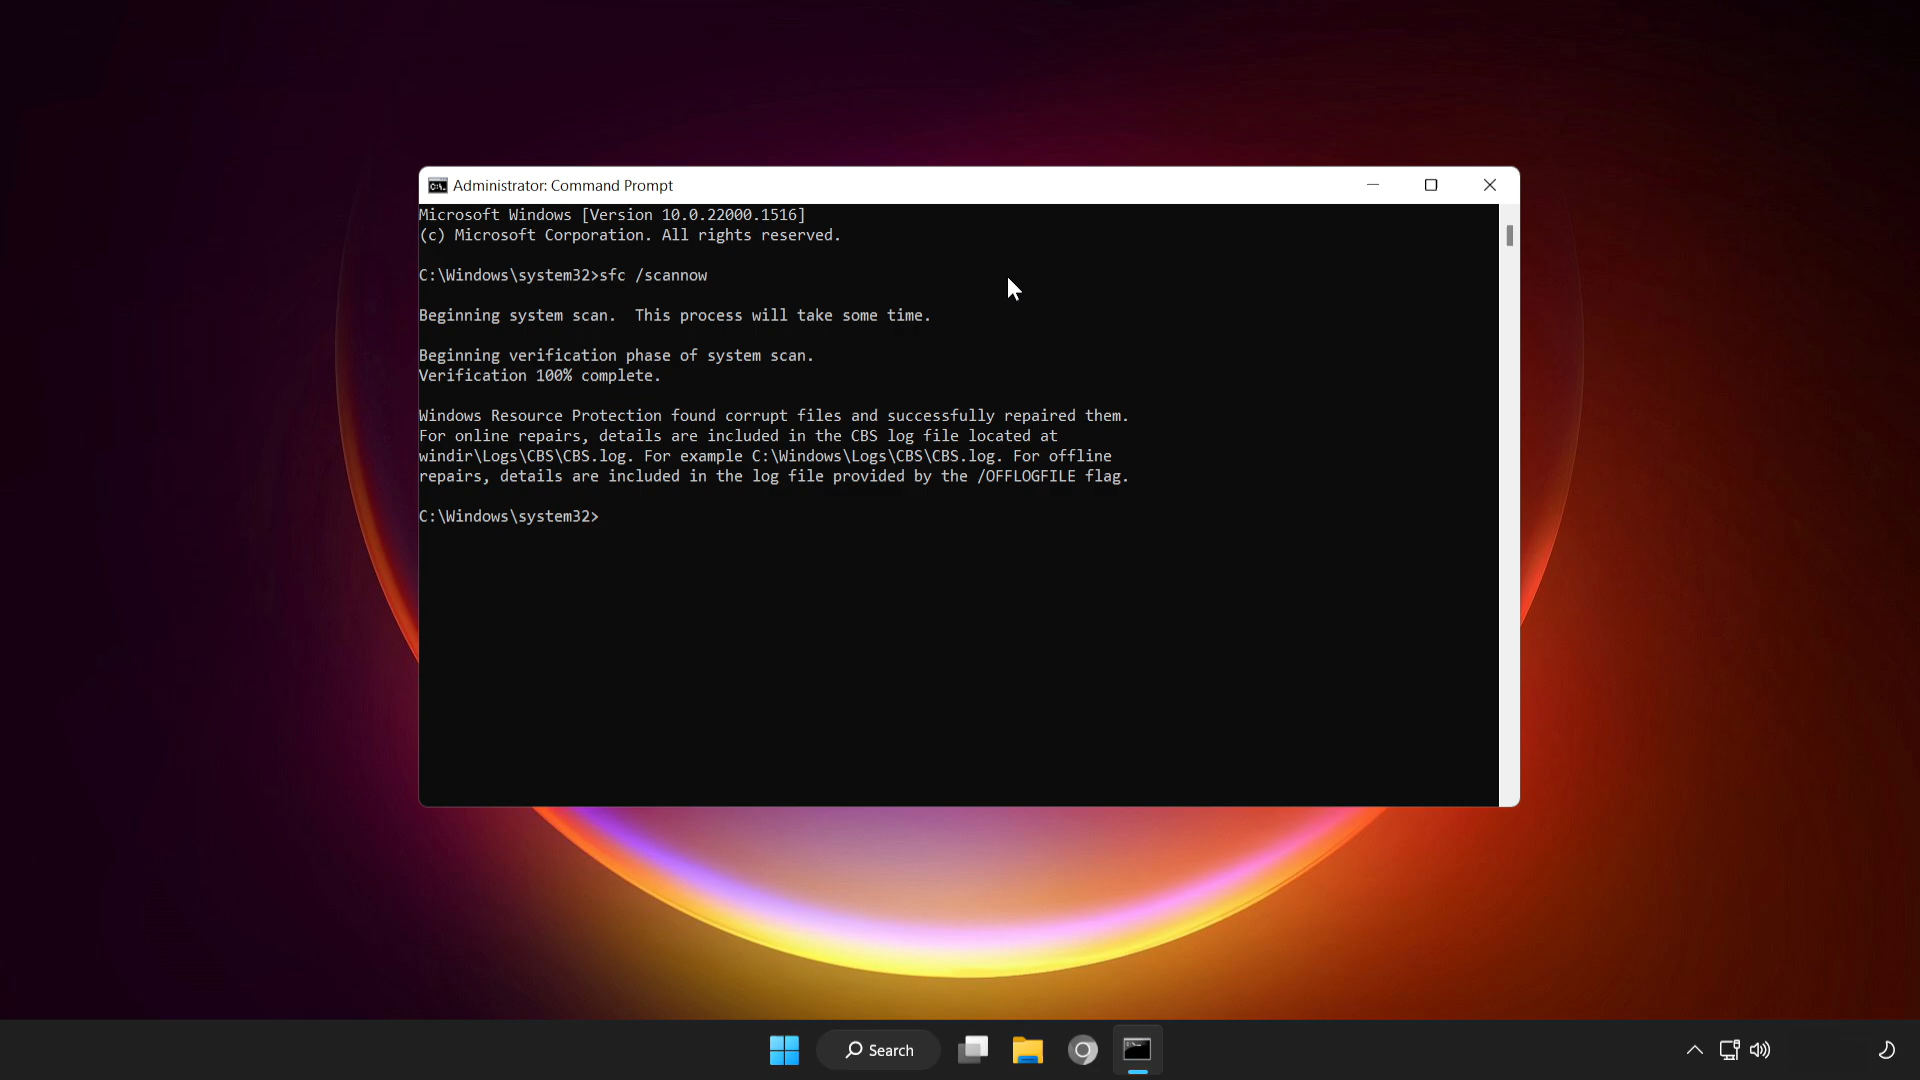 Administrator: Command Prompt
Microsoft Windows [Version 10.0.22000.1516]
(c) Microsoft Corporation. All rights reserved.
C:\Windows\system32>sfc /scannow
Beginning system scan.  This process will take some time.
Beginning verification phase of system scan.
Verification 100% complete.
Windows Resource Protection found corrupt files and successfully repaired them.
For online repairs, details are included in the CBS log file located at
windir\Logs\CBS\CBS.log. For example C:\Windows\Logs\CBS\CBS.log. For offline
repairs, details are included in the log file provided by the /OFFLOGFILE flag.
C:\Windows\system32>
Search